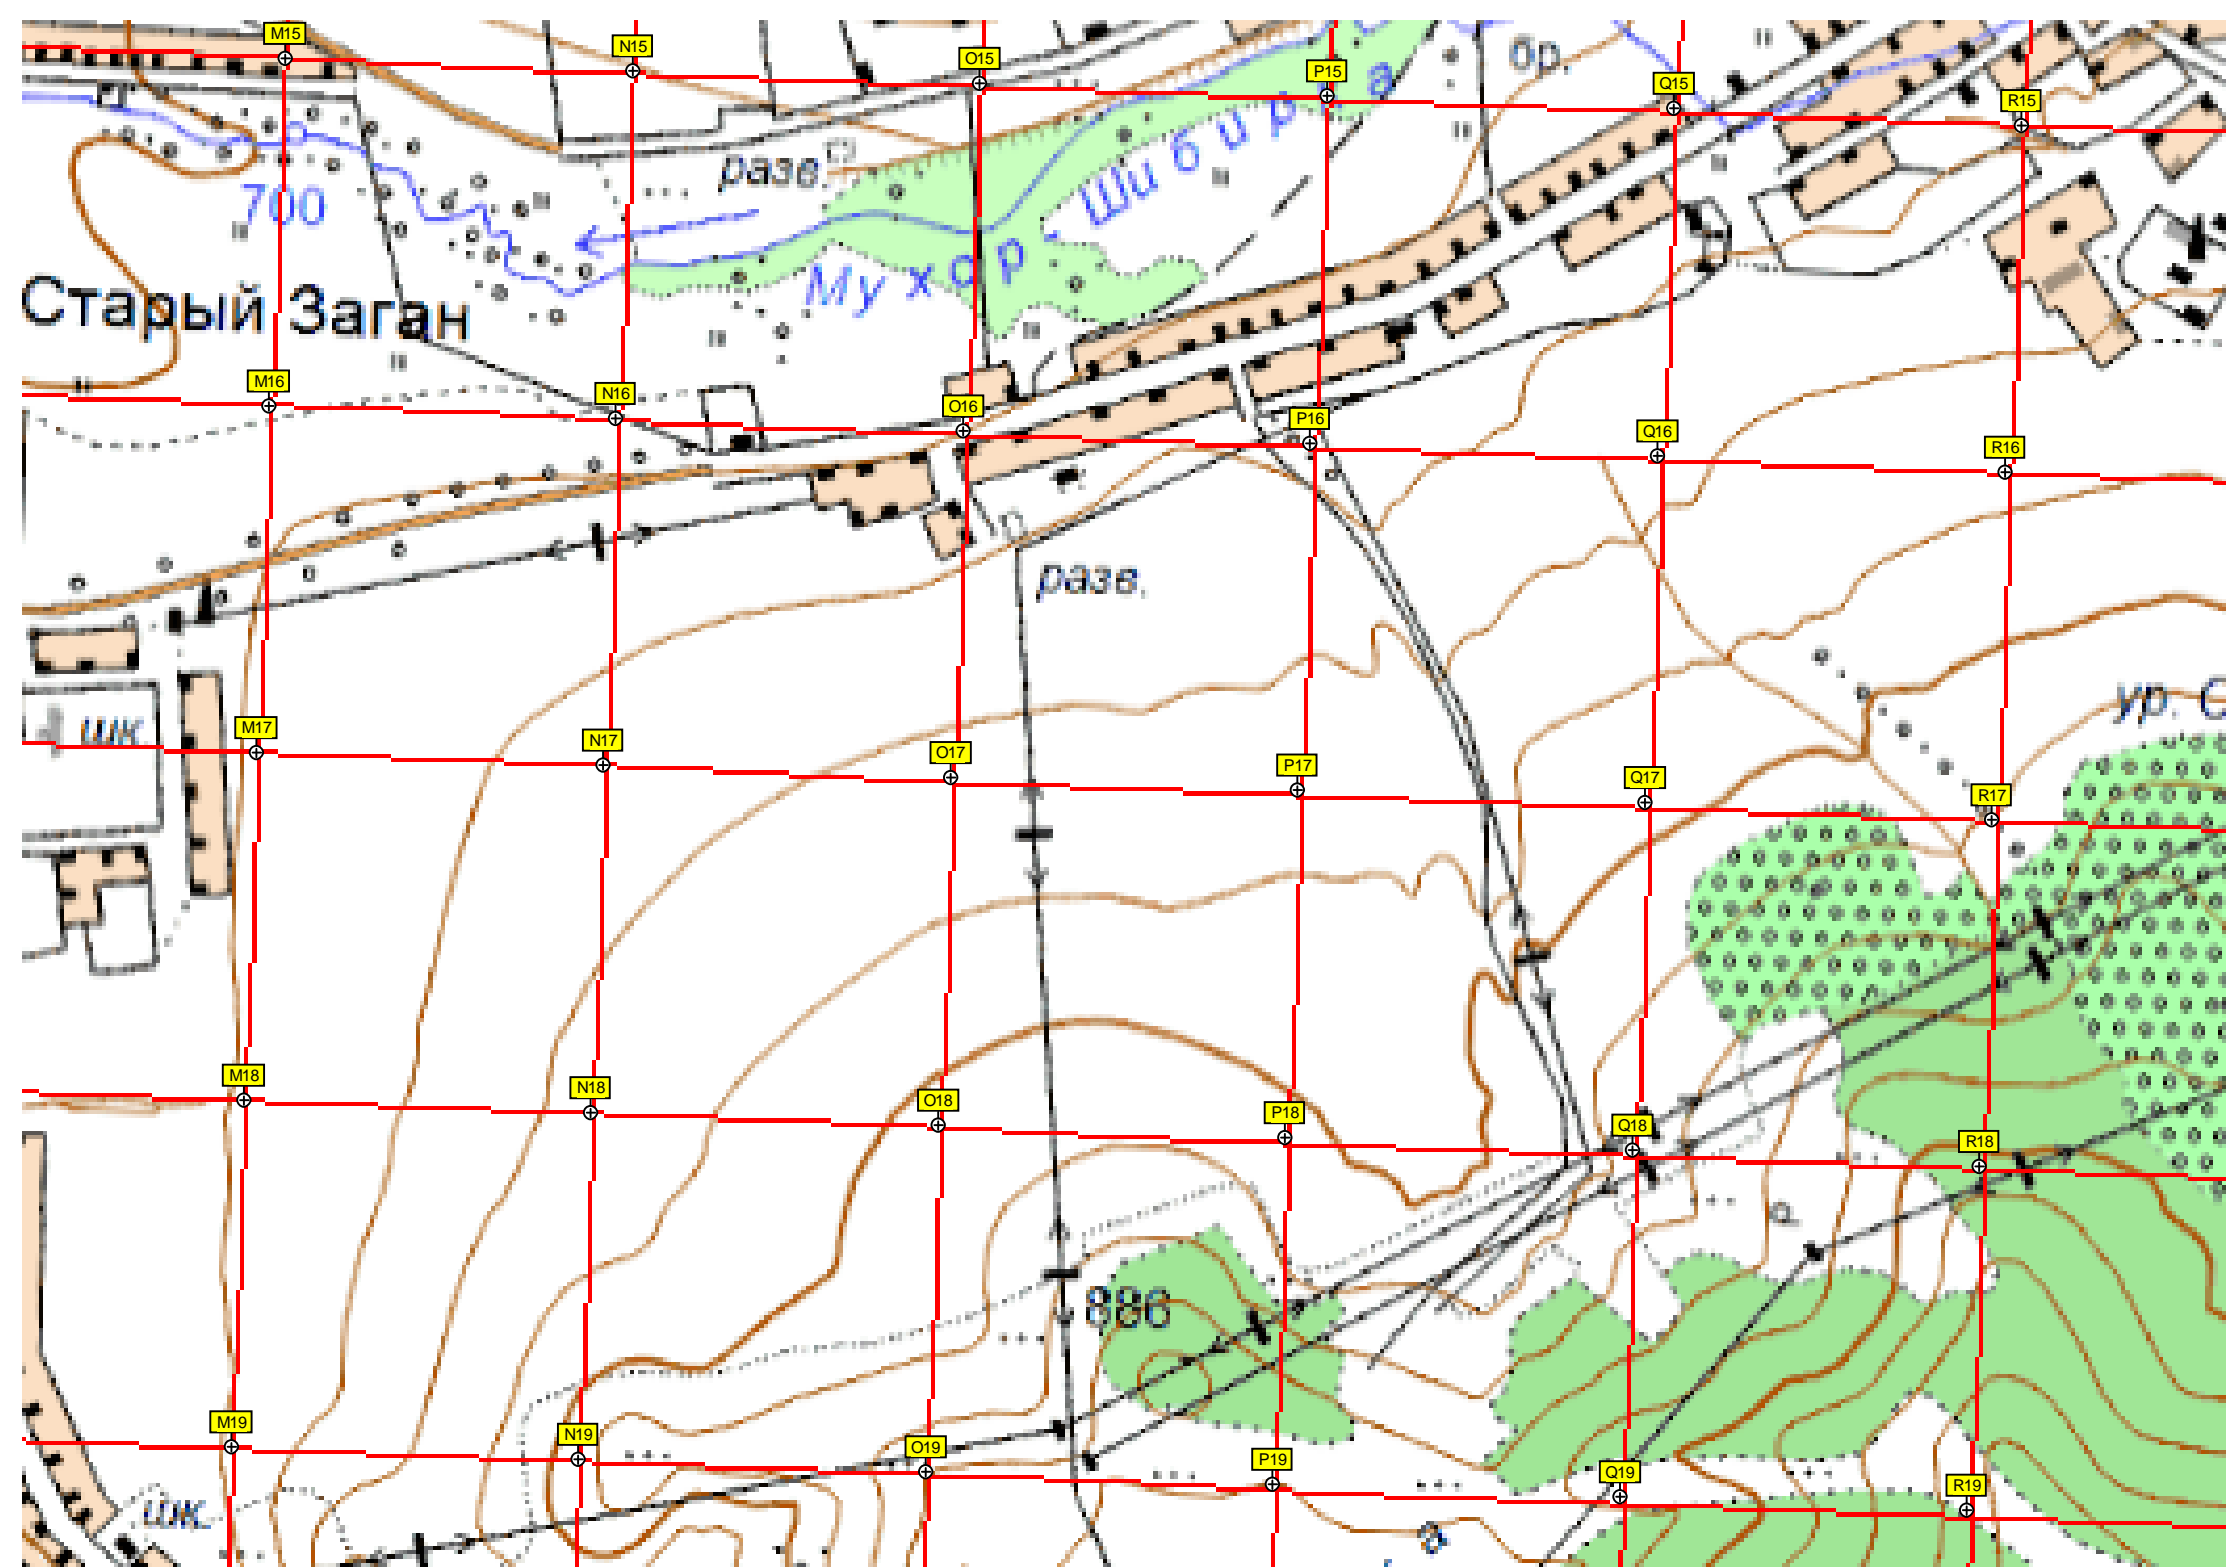 M15
N15
O15
P15
Q15
R15
бр.
разв.
700
Мухор-Шибирь
а
Старый Заган
M16
N16
O16
P16
Q16
R16
разв.
шк.
ур. С
M17
N17
O17
P17
Q17
R17
M18
N18
O18
P18
Q18
R18
886
M19
N19
O19
P19
Q19
R19
шк.
а